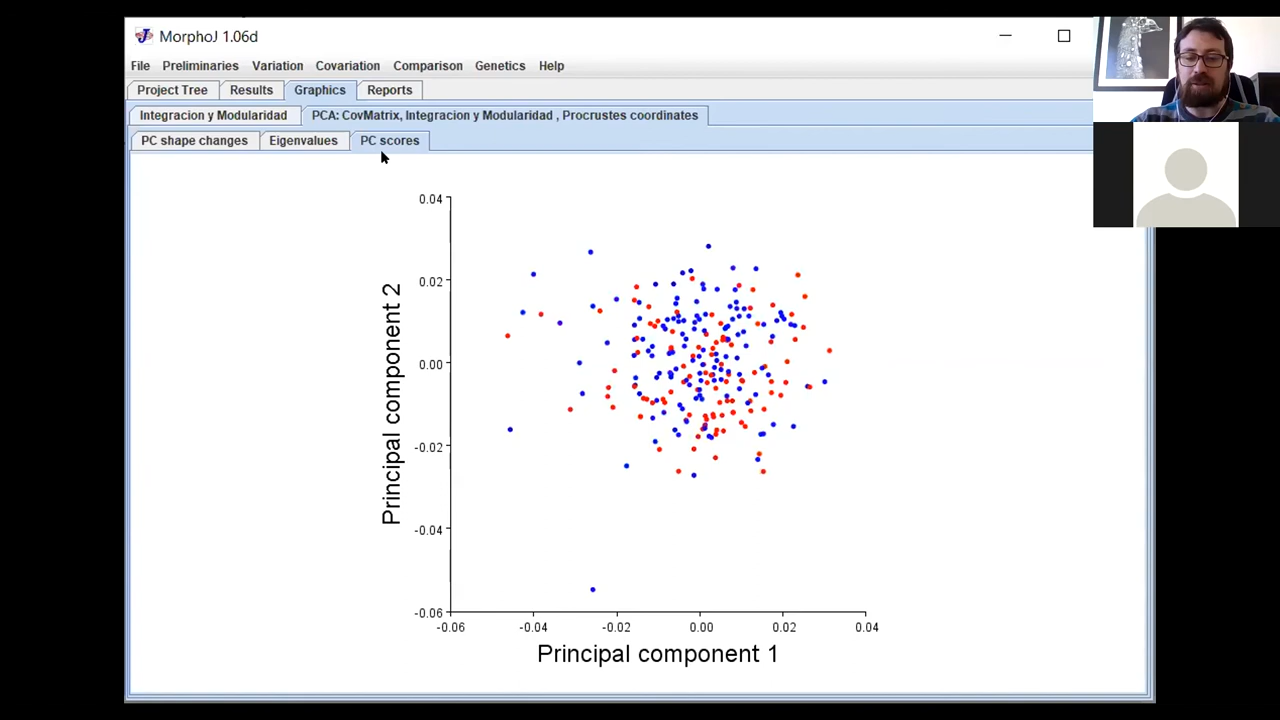 MorphoJ 1.06d
File Preliminaries Variation Covariation Comparison Genetics Help
Project Tree Results Graphics Reports
Integracion y Modularidad PCA: CovMatrix, Integracion y Modularidad , Procrustes coordinates
PC shape changes Eigenvalues PC scores
0.04
0.02
0.00
-0.02
-0.04
-0.06
Principal component 2
-0.06 -0.04 -0.02 0.00 0.02 0.04
Principal component 1